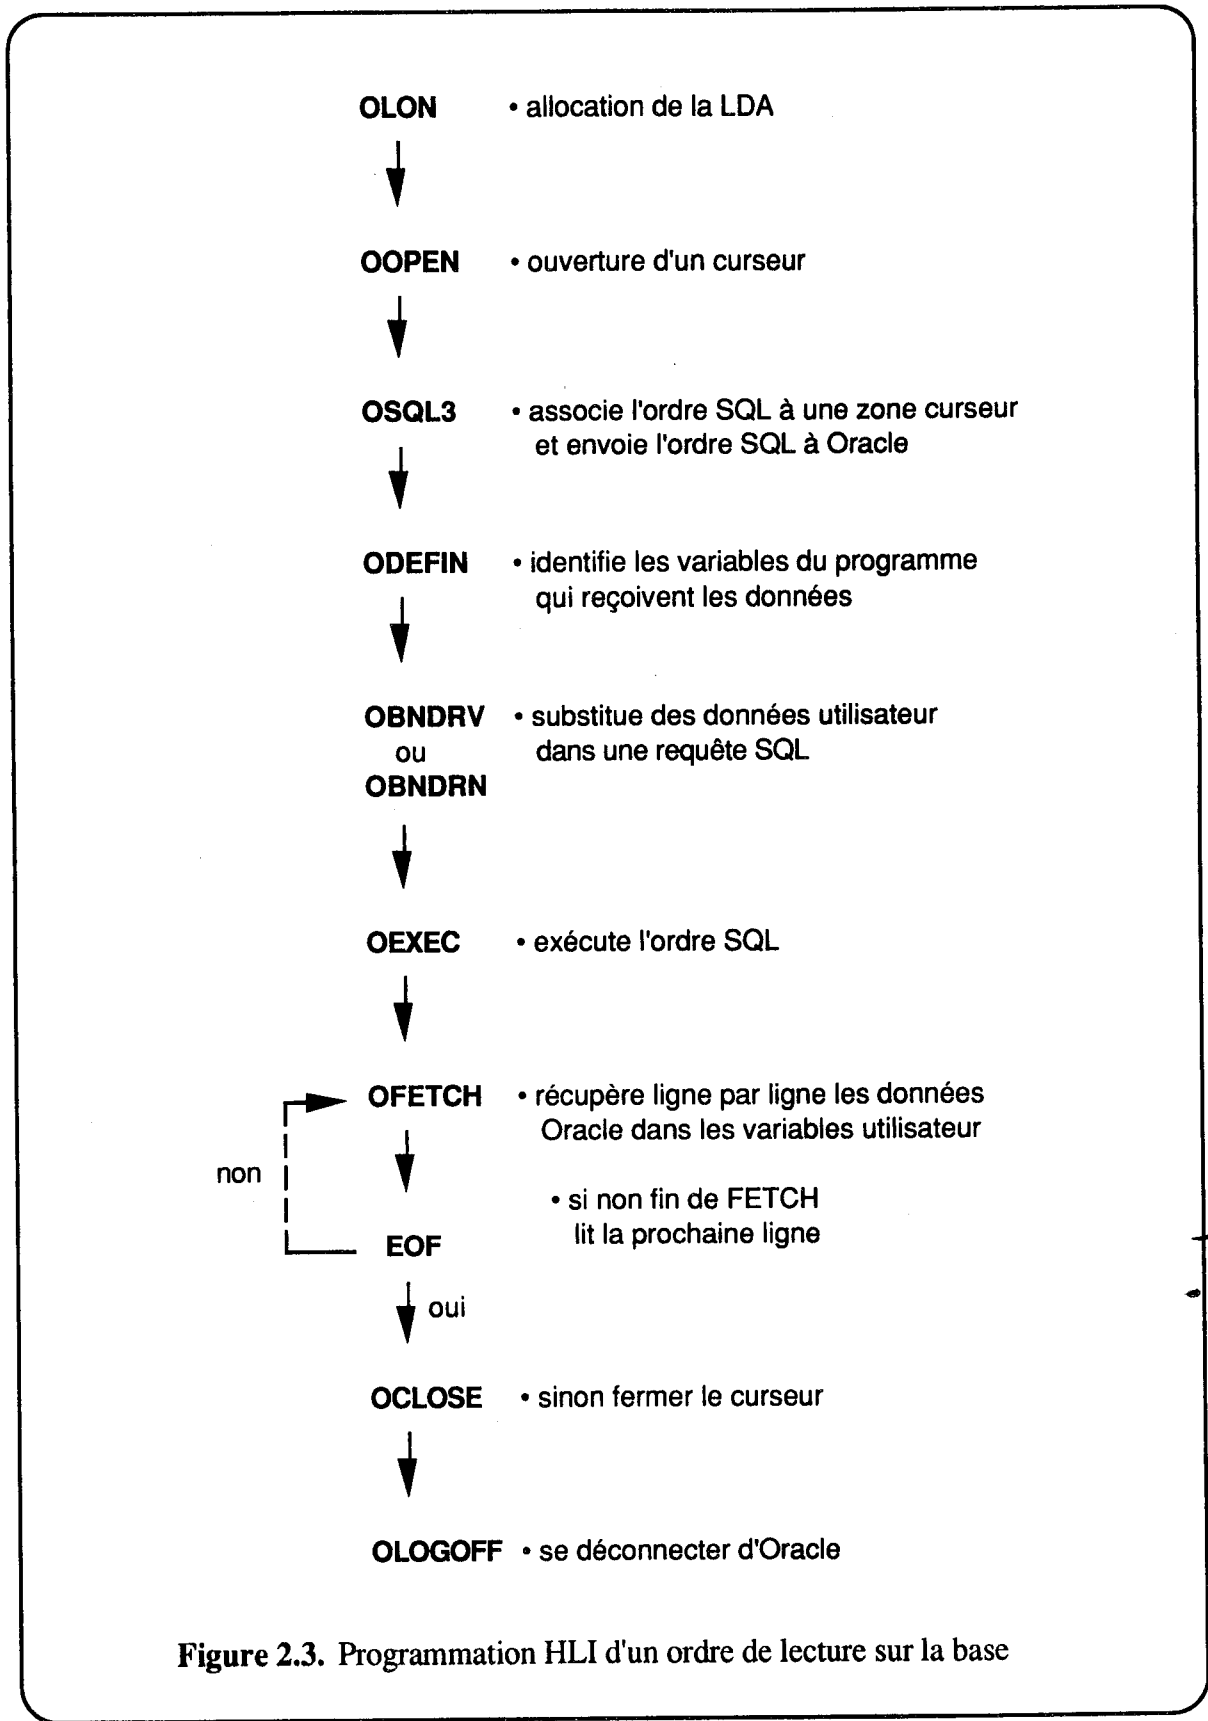 OLON • allocation de la LDA
OOPEN • ouverture d'un curseur
OSQL3 • associe l'ordre SQL à une zone curseur
et envoie l'ordre SQL à Oracle
ODEFIN • identifie les variables du programme
qui reçoivent les données
OBNDRV • substitue des données utilisateur
ou dans une requête SQL
OBNDRN
OEXEC • exécute l'ordre SQL
OFETCH • récupère ligne par ligne les données
Oracle dans les variables utilisateur
non
• si non fin de FETCH
lit la prochaine ligne
EOF
oui
OCLOSE • sinon fermer le curseur
OLOGOFF • se déconnecter d'Oracle
Figure 2.3. Programmation HLI d'un ordre de lecture sur la base